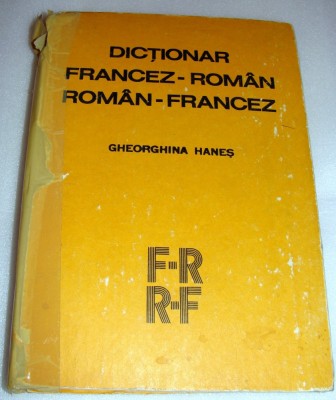 DICȚIONAR
FRANCEZ-ROMÂN
ROMÂN-FRANCEZ
GHEORGHINA HANEȘ
F-R
R-F